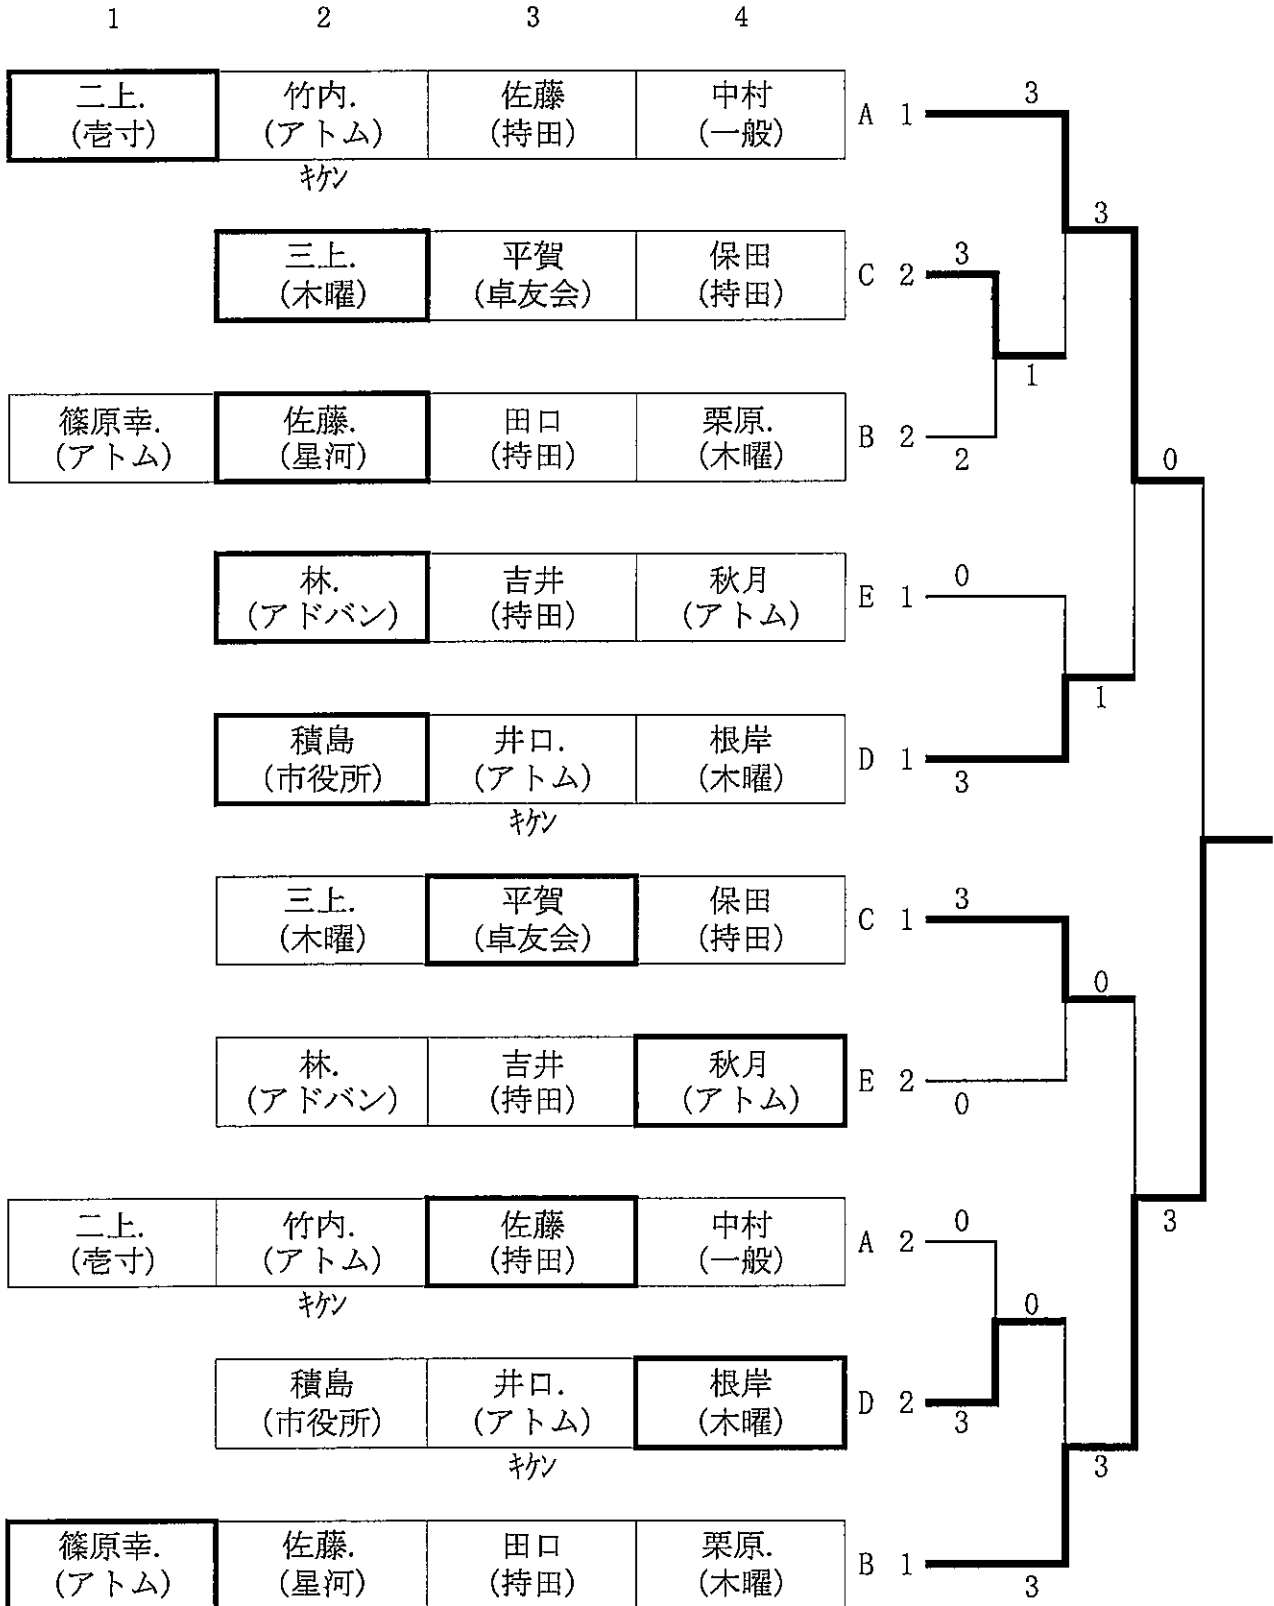 1 2 3 4
二上. 竹内. 佐藤 中村
(壱寸) (アトム) (持田) (一般)
A 1 3
キケン
3
三上. 平賀 保田
(木曜) (卓友会) (持田)
C 2 3
1
篠原幸. 佐藤. 田口 栗原.
(アトム) (星河) (持田) (木曜)
B 2 2
0
林. 吉井 秋月
(アドバン) (持田) (アトム)
E 1 0
1
積島 井口. 根岸
(市役所) (アトム) (木曜)
D 1 3
キケン
三上. 平賀 保田
(木曜) (卓友会) (持田)
C 1 3
0
林. 吉井 秋月
(アドバン) (持田) (アトム)
E 2 0
二上. 竹内. 佐藤 中村
(壱寸) (アトム) (持田) (一般)
A 2 0
3
キケン
0
積島 井口. 根岸
(市役所) (アトム) (木曜)
D 2 3
キケン
3
篠原幸. 佐藤. 田口 栗原.
(アトム) (星河) (持田) (木曜)
B 1 3